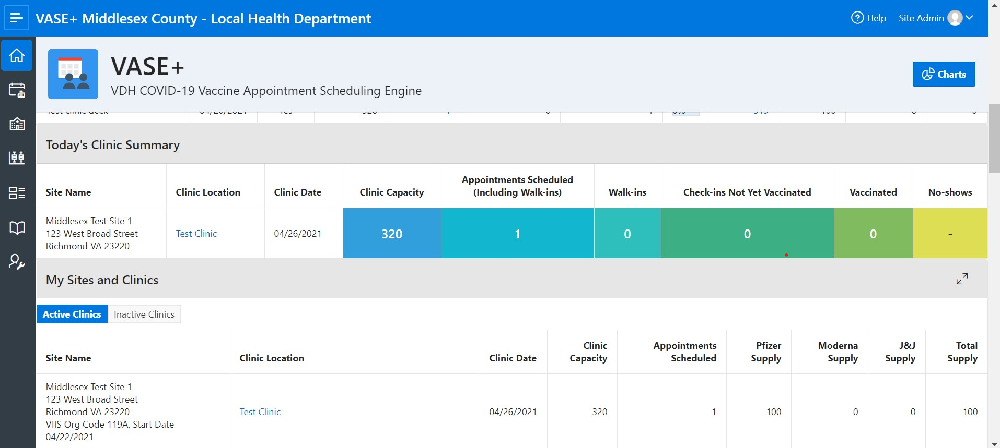 VASE+ Middlesex County - Local Health Department
Help
Site Admin
VASE+
VDH COVID-19 Vaccine Appointment Scheduling Engine
Charts
Today's Clinic Summary
Site Name
Clinic Location
Clinic Date
Clinic Capacity
Appointments Scheduled
(Including Walk-ins)
Walk-ins
Check-ins Not Yet Vaccinated
Vaccinated
No-shows
Middlesex Test Site 1
123 West Broad Street
Richmond VA 23220
Test Clinic
04/26/2021
320
1
0
0
0
-
My Sites and Clinics
Active Clinics
Inactive Clinics
Site Name
Clinic Location
Clinic Date
Clinic
Capacity
Appointments
Scheduled
Pfizer
Supply
Moderna
Supply
J&J
Supply
Total
Supply
Middlesex Test Site 1
123 West Broad Street
Richmond VA 23220
VIIS Org Code 119A, Start Date
04/22/2021
Test Clinic
04/26/2021
320
1
100
0
0
100